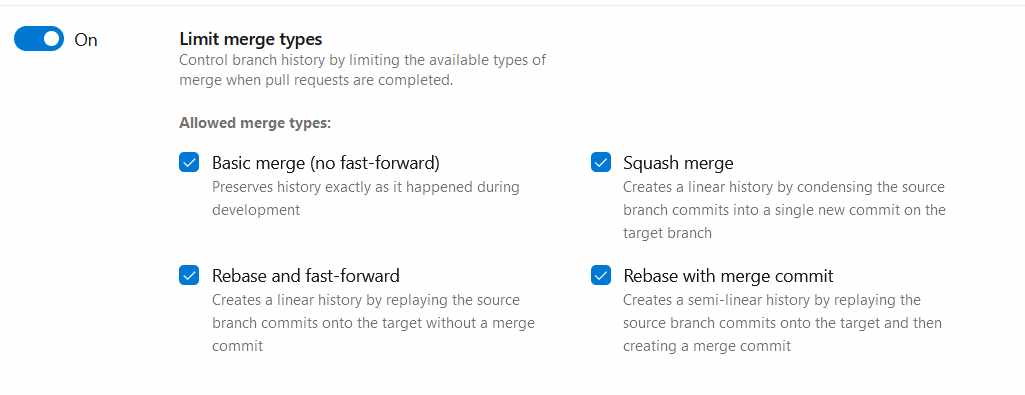 On
Limit merge types
Control branch history by limiting the available types of
merge when pull requests are completed.
Allowed merge types:
Basic merge (no fast-forward)
Preserves history exactly as it happened during
development
Squash merge
Creates a linear history by condensing the source
branch commits into a single new commit on the
target branch
Rebase and fast-forward
Creates a linear history by replaying the source
branch commits onto the target without a merge
commit
Rebase with merge commit
Creates a semi-linear history by replaying the
source branch commits onto the target and then
creating a merge commit